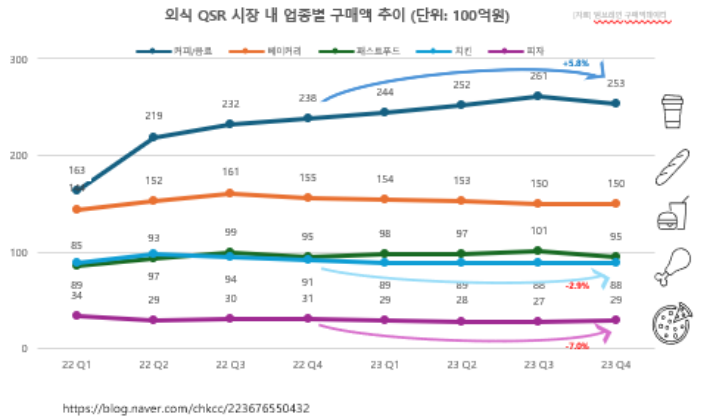 외식 QSR 시장 내 업종별 구매액 추이 (단위: 100억원)
커피/음료 베이커리 패스트푸드 치킨 피자
+5.8%
300
200
100
0
163 219 232 238 244 252 261 253
152 161 155 154 153 150 150
85 93 99 95 98 97 101 95
89 97 94 91 89 89 88 88
-2.9%
34 29 30 31 29 28 27 29
-7.0%
22 Q1 22 Q2 22 Q3 22 Q4 23 Q1 23 Q2 23 Q3 23 Q4
https://blog.naver.com/chkcc/223676550432